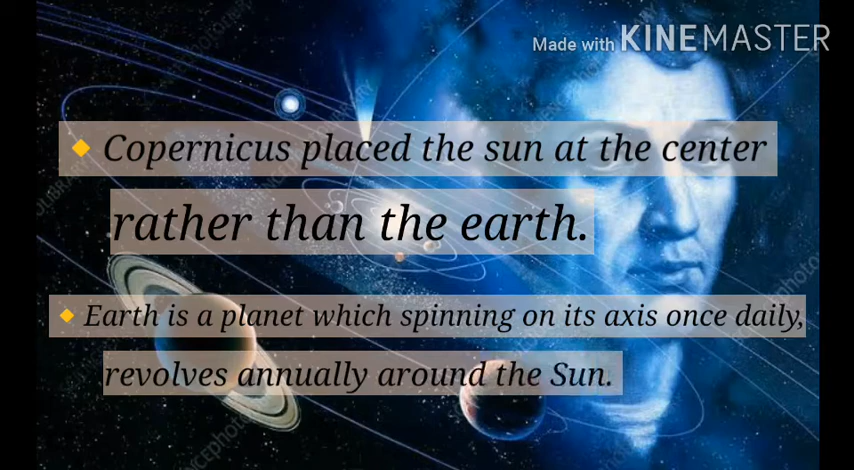 Made with KINEMASTER
🔸Copernicus placed the sun at the center
rather than the earth.
🔸Earth is a planet which spinning on its axis once daily,
revolves annually around the Sun.